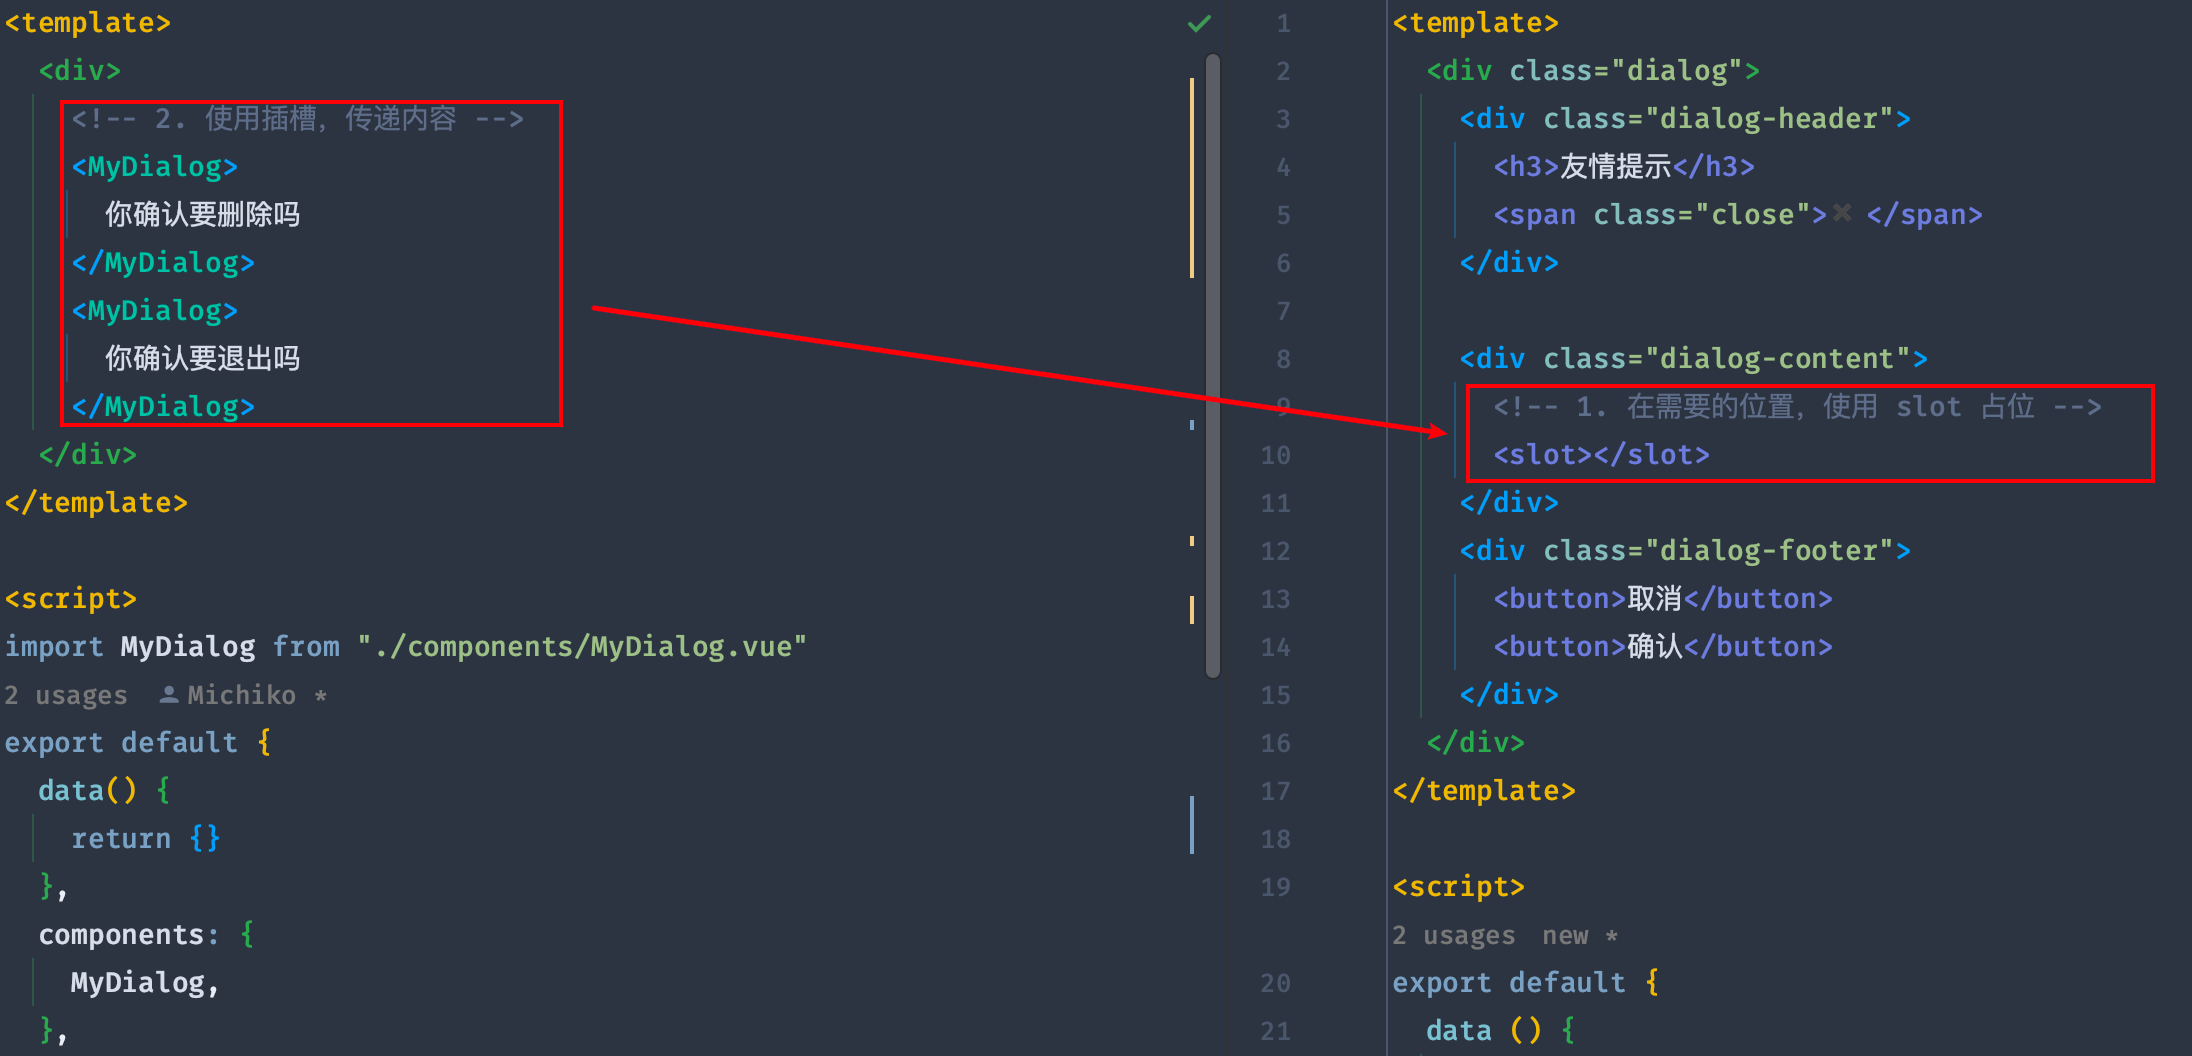 <template>
<div>
<!-- 2. 使用插槽, 传递内容 -->
<MyDialog>
你确认要删除吗
</MyDialog>
<MyDialog>
你确认要退出吗
</MyDialog>
</div>
</template>
<script>
import MyDialog from "./components/MyDialog.vue"
2 usages Michiko *
export default {
data() {
return {}
},
components: {
MyDialog,
},
1 <template>
2 <div class="dialog">
3 <div class="dialog-header">
4 <h3>友情提示</h3>
5 <span class="close">✖ </span>
6 </div>
7
8 <div class="dialog-content">
9 <!-- 1. 在需要的位置, 使用 slot 占位 -->
10 <slot></slot>
11 </div>
12 <div class="dialog-footer">
13 <button>取消</button>
14 <button>确认</button>
15 </div>
16 </div>
17 </template>
18
19 <script>
2 usages new *
20 export default {
21 data () {